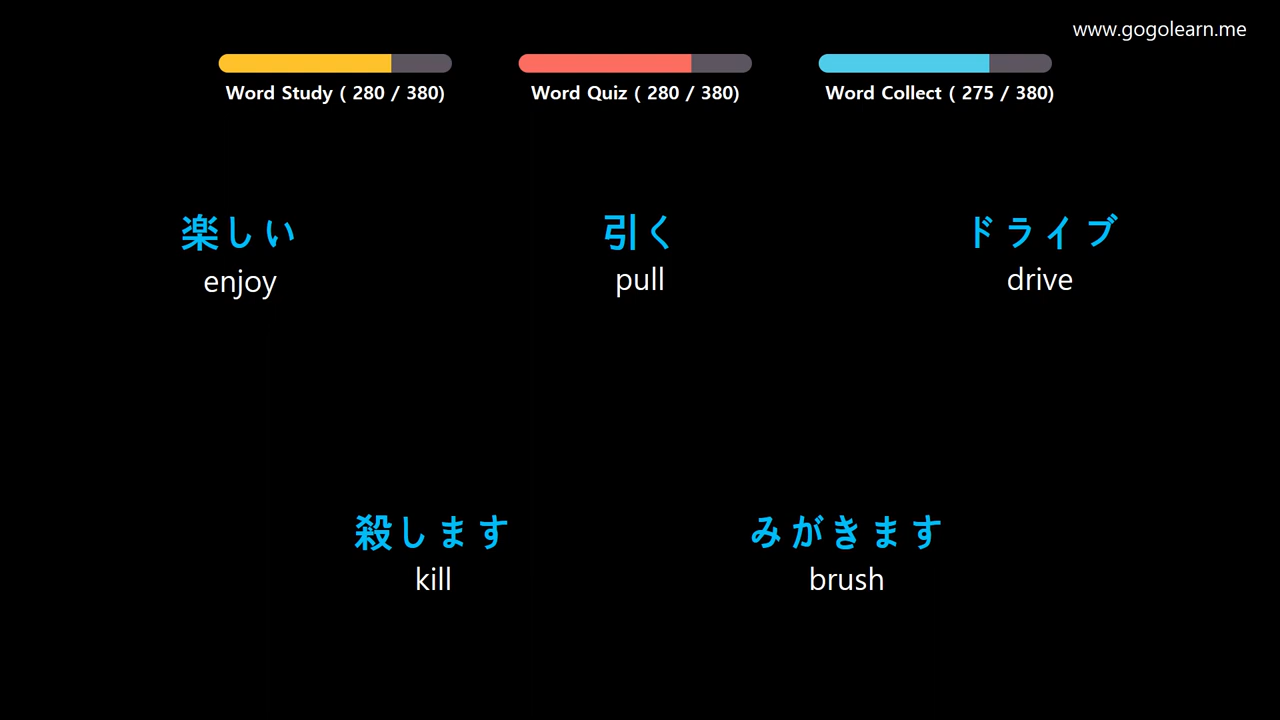 www.gogolearn.me
Word Study ( 280 / 380)
Word Quiz ( 280 / 380)
Word Collect ( 275 / 380)
楽しい
enjoy
引く
pull
ドライブ
drive
殺します
kill
みがきます
brush